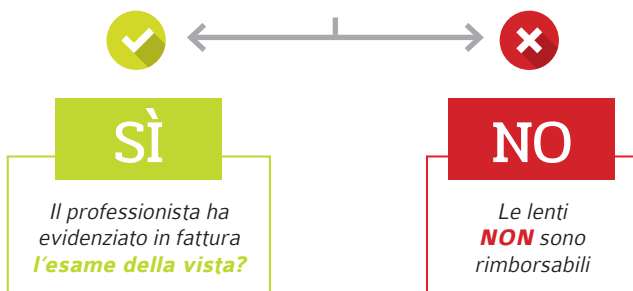 SÌ
NO
Il professionista ha
evidenziato in fattura
l'esame della vista?
Le lenti
NON sono
rimborsabili